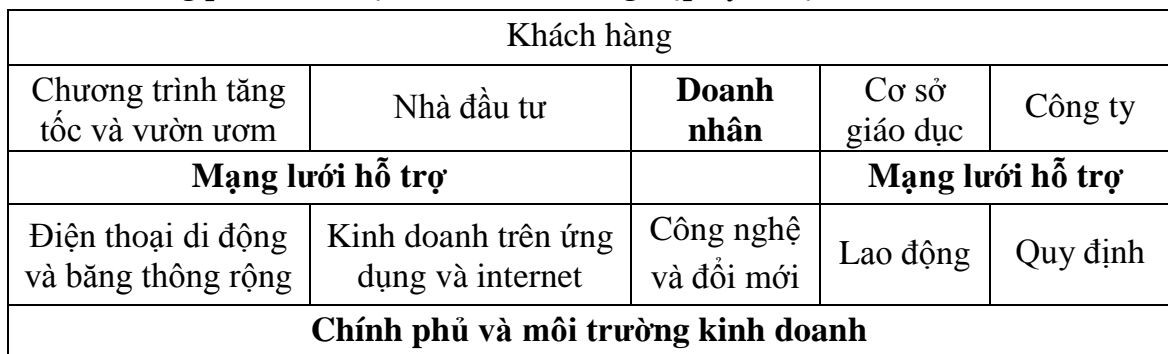 Khách hàng
Chương trình tăng tốc và vườn ươm
Nhà đầu tư
Doanh nhân
Cơ sở giáo dục
Công ty
Mạng lưới hỗ trợ
Mạng lưới hỗ trợ
Điện thoại di động và băng thông rộng
Kinh doanh trên ứng dụng và internet
Công nghệ và đổi mới
Lao động
Quy định
Chính phủ và môi trường kinh doanh